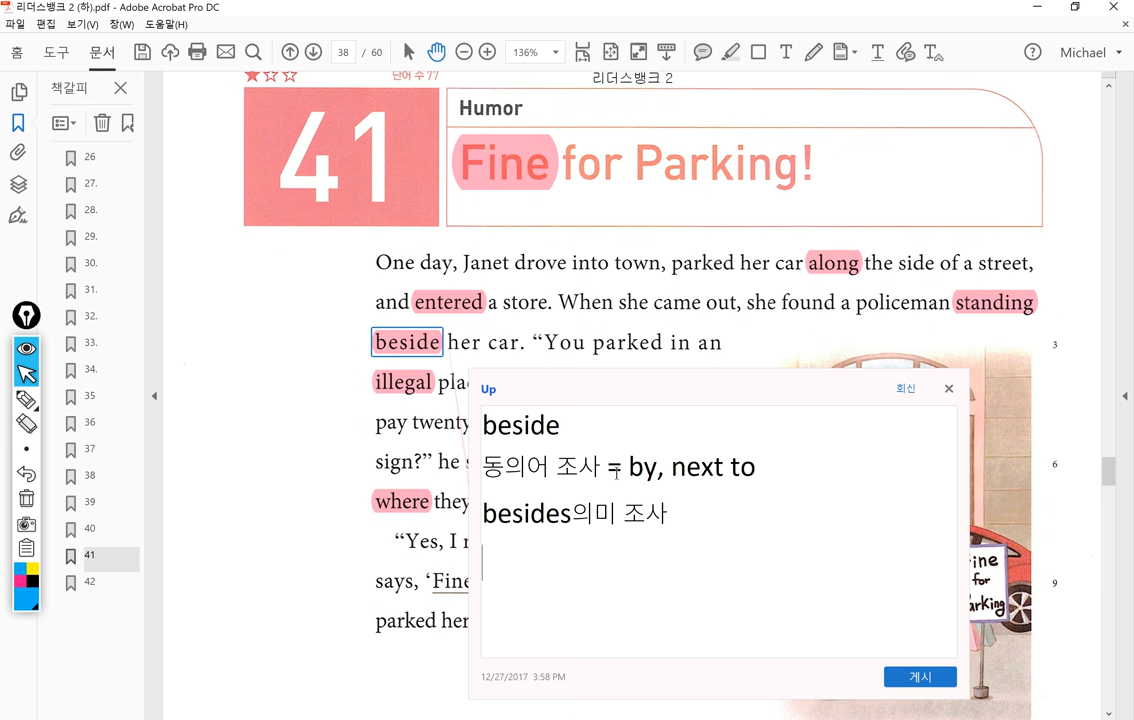 리더스뱅크 2 (하).pdf - Adobe Acrobat Pro DC
파일 편집 보기(V) 창(W) 도움말(H)
홈 도구 문서 38 / 60 136% Michael
책갈피
26
27.
28.
29.
30.
31.
32.
33.
34.
35
36
37
38
39
40
41
42
단어 수 77
리더스뱅크 2
41
Humor
Fine for Parking!
One day, Janet drove into town, parked her car along the side of a street,
and entered a store. When she came out, she found a policeman standing
beside her car. “You parked in an
3
illegal pla
pay twenty
sign?” he s
6
where they
“Yes, I r
says, ‘Fine
9
parked her
Up 회신
beside
동의어 조사 = by, next to
besides의미 조사
12/27/2017 3:58 PM
게시
ine
for
arking